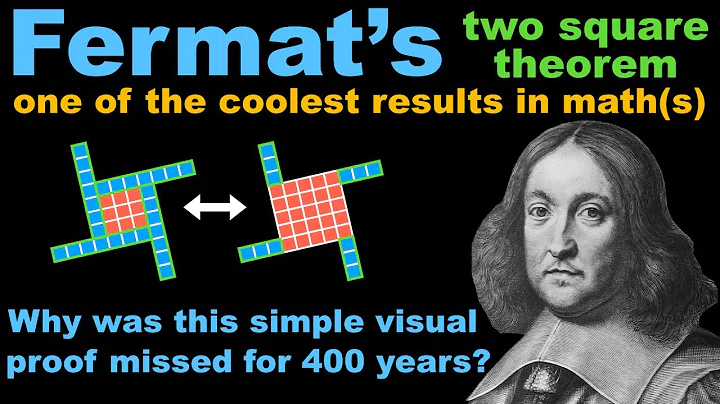 Fermat's
two square
theorem
one of the coolest results in math(s)
Why was this simple visual
proof missed for 400 years?